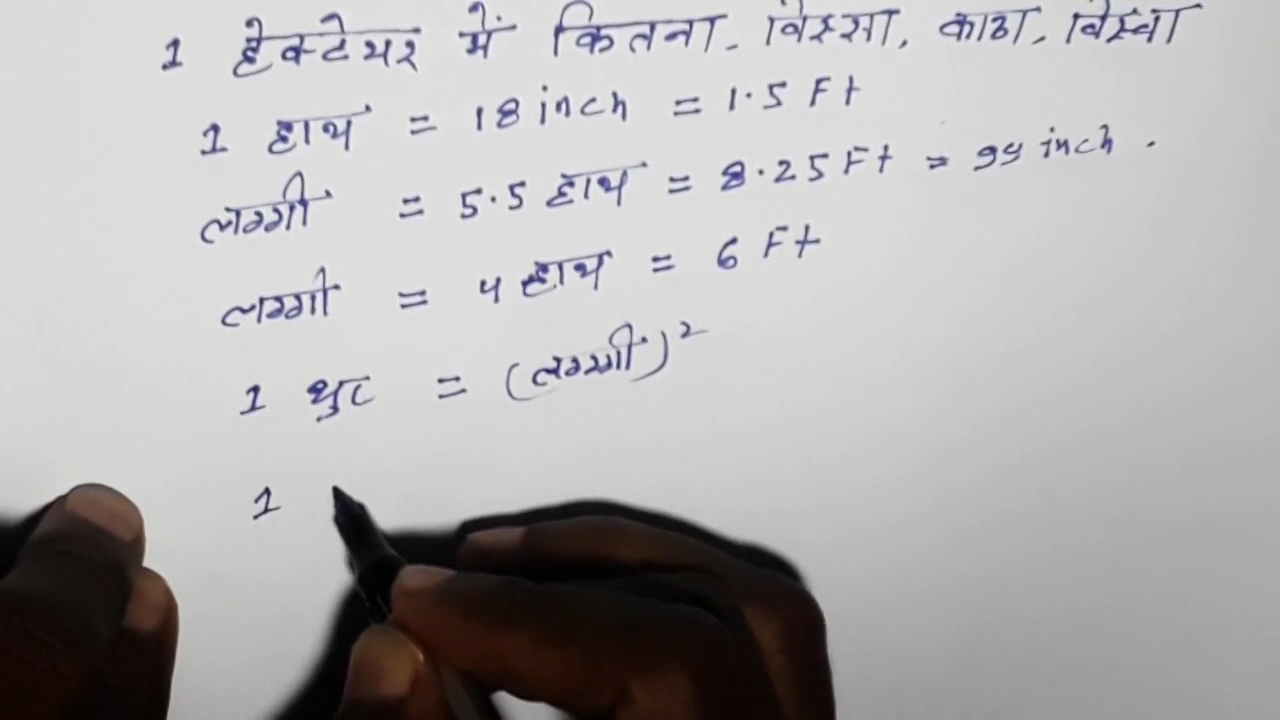 1 हेक्टेयर में कितना. विस्सा, काठा, विस्वा
1 हाथ = 18 inch = 1.5 Ft
लग्गी = 5.5 हाथ = 8.25 Ft = 99 inch .
लग्गी = 4 हाथ = 6 Ft
1 धुर = (लग्गी)²
1